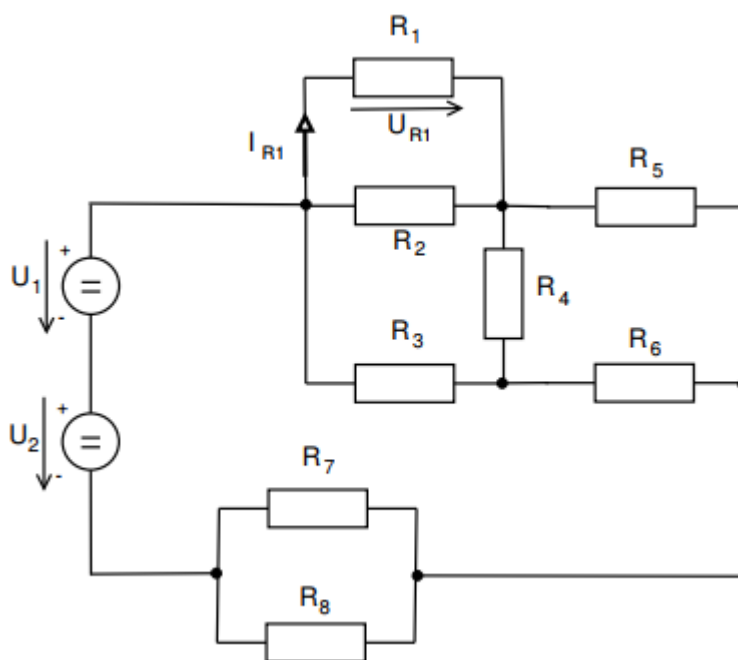 R1
UR1
IR1
R5
R2
U1
+
=
-
R4
R3
R6
U2
+
=
-
R7
R8